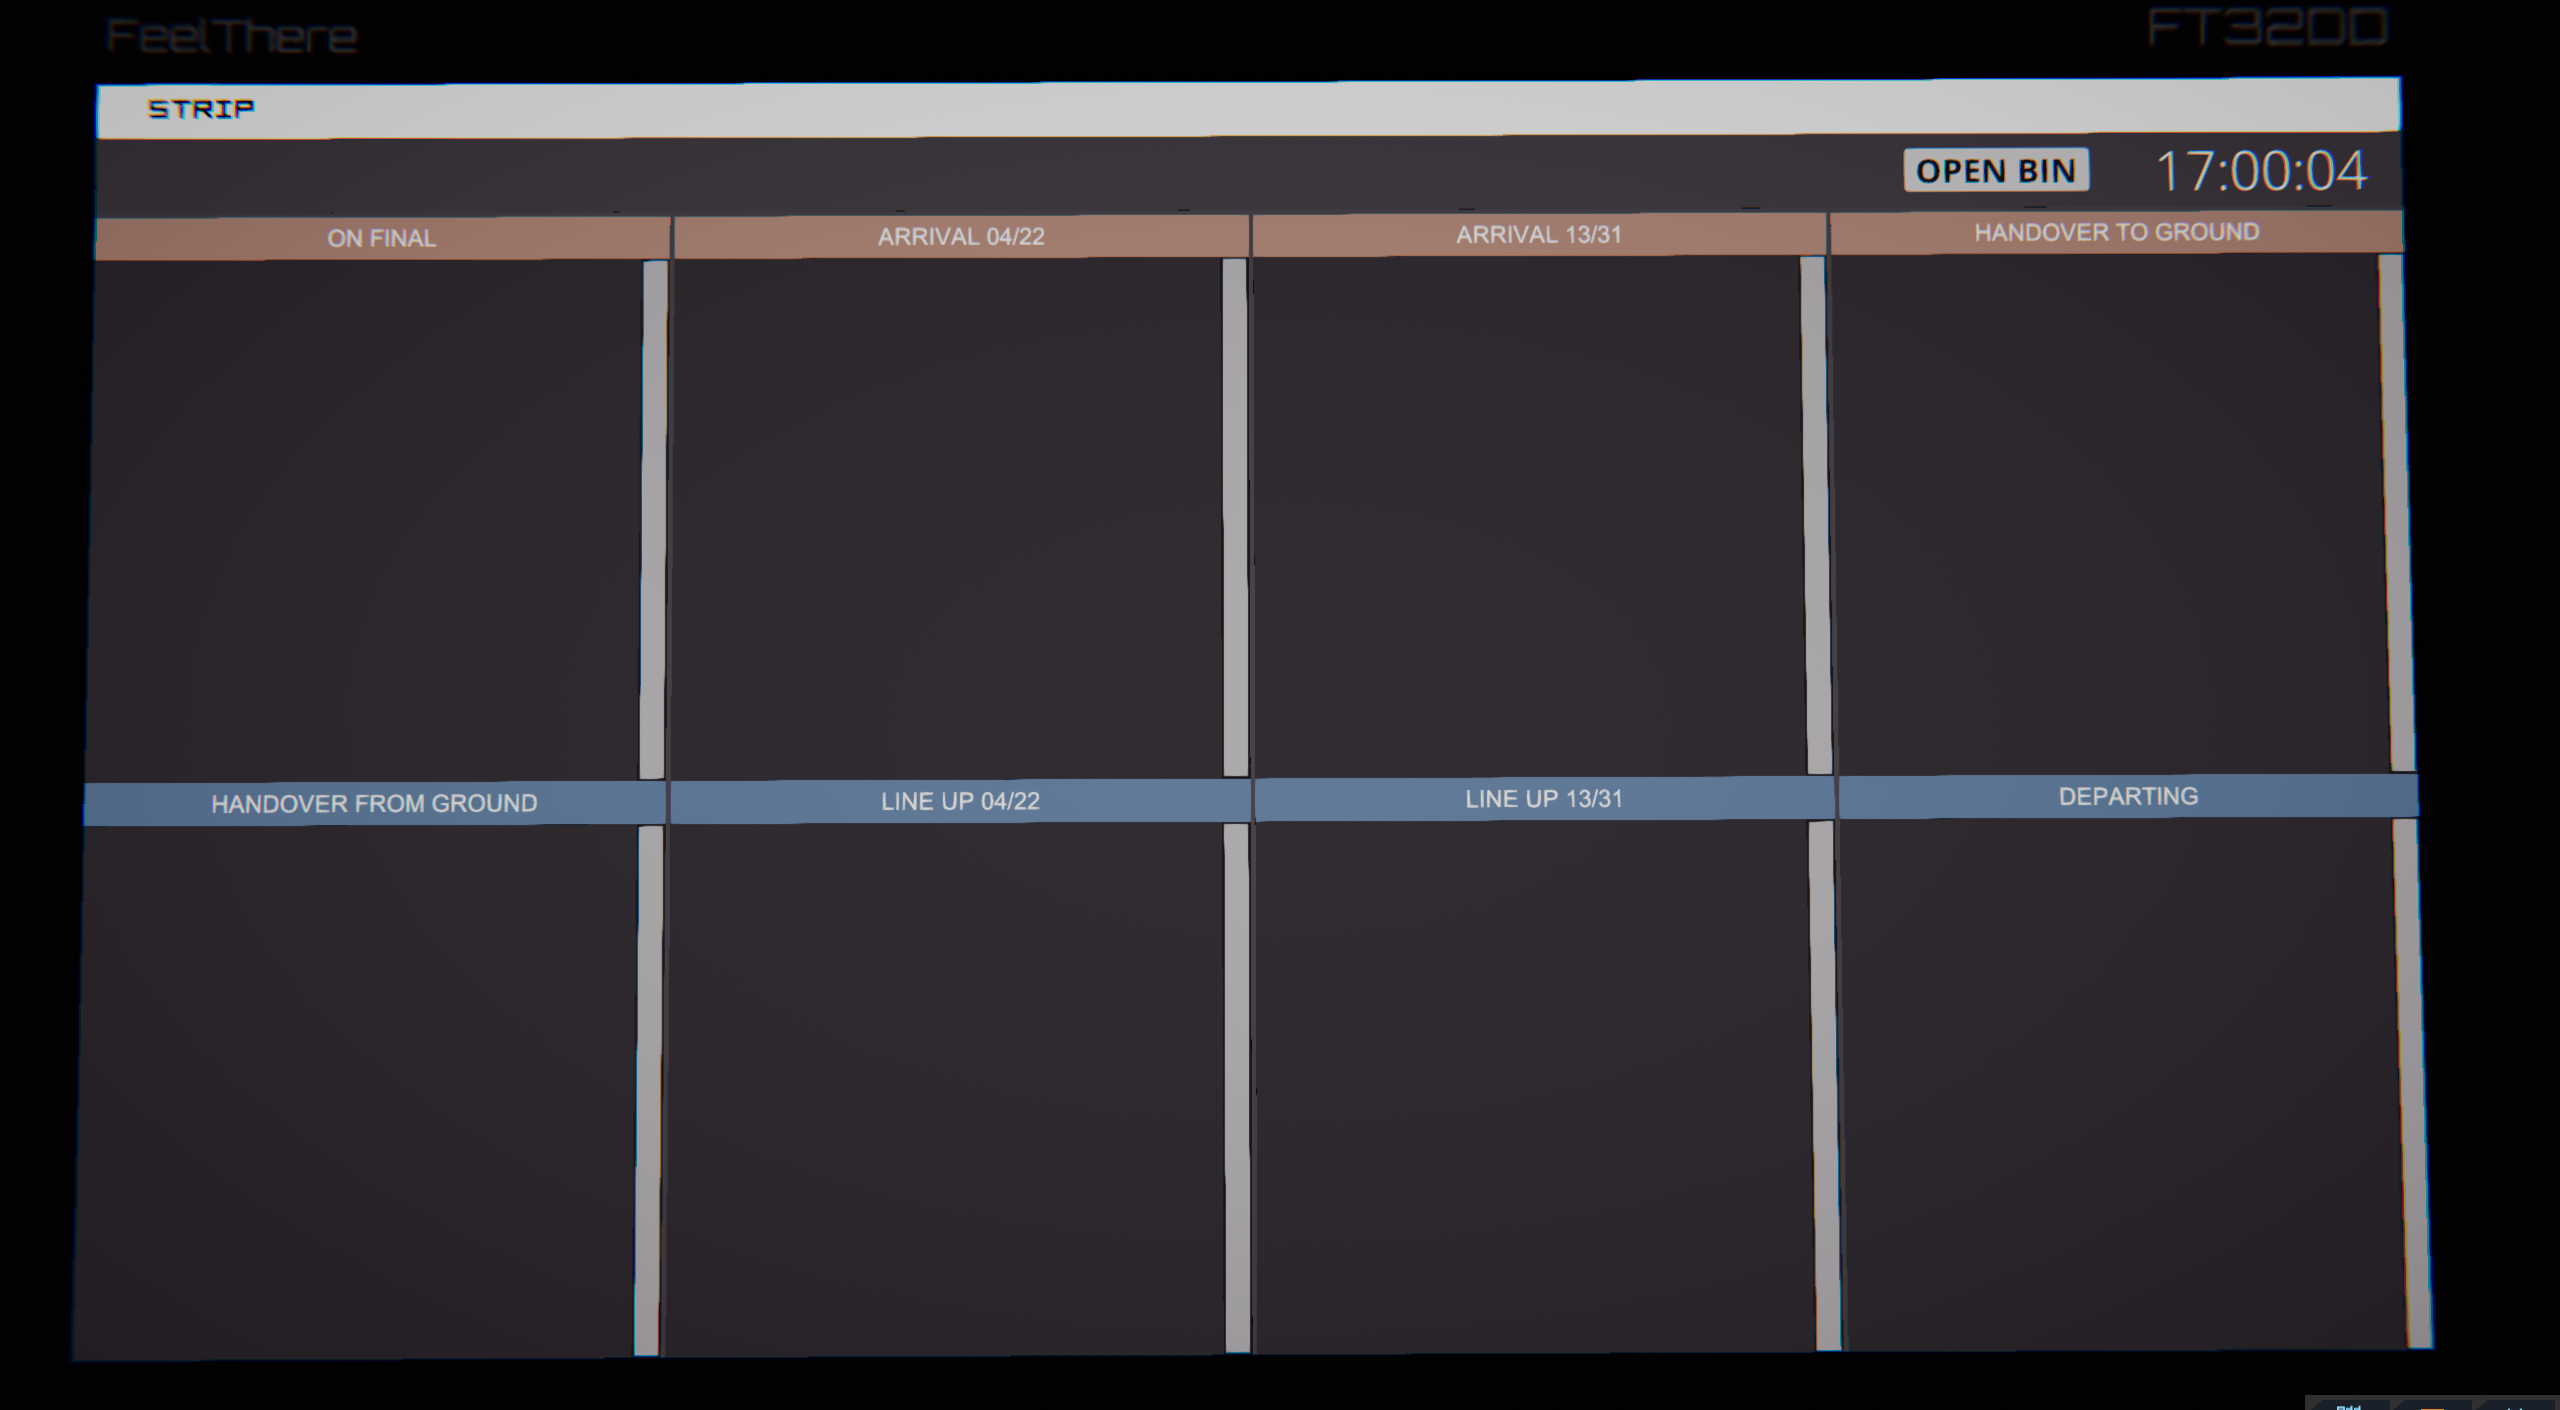 FeelThere
FT32DD
STRIP
OPEN BIN
17:00:04
ON FINAL
ARRIVAL 04/22
ARRIVAL 13/31
HANDOVER TO GROUND
HANDOVER FROM GROUND
LINE UP 04/22
LINE UP 13/31
DEPARTING